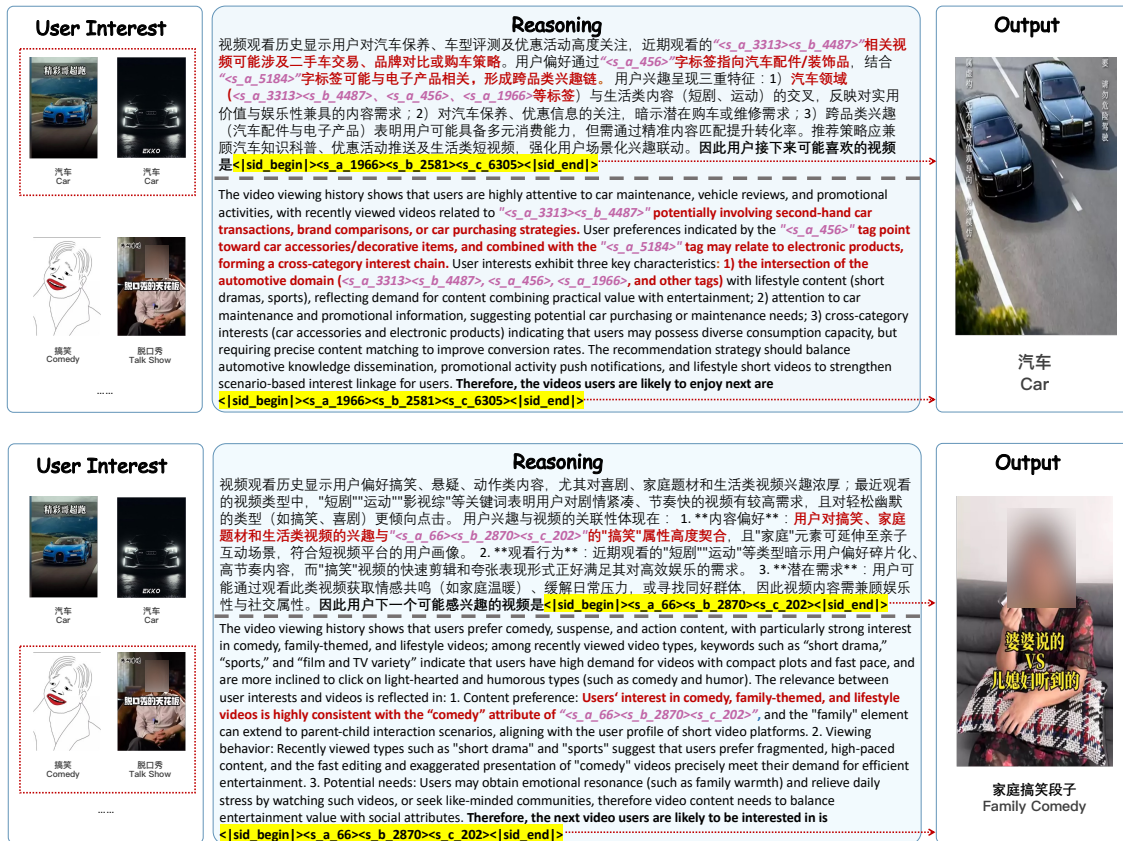 User Interest
精彩哥超跑
EKKO
汽车
Car
汽车
Car
脱口秀的天花板
搞笑
Comedy
脱口秀
Talk Show
……
Reasoning
视频观看历史显示用户对汽车保养、车型评测及优惠活动高度关注，近期观看的“<s_a_3313><s_b_4487>”相关视
频可能涉及二手车交易、品牌对比或购车策略。用户偏好通过“<s_a_456>”字标签指向汽车配件/装饰品，结合
“<s_a_5184>”字标签可能与电子产品相关，形成跨品类兴趣链。 用户兴趣呈现三重特征：1）汽车领域
（<s_a_3313><s_b_4487>、<s_a_456>、<s_a_1966>等标签）与生活类内容（短剧、运动）的交叉，反映对实用
价值与娱乐性兼具的内容需求；2）对汽车保养、优惠信息的关注，暗示潜在购车或维修需求；3）跨品类兴趣
（汽车配件与电子产品）表明用户可能具备多元消费能力，但需通过精准内容匹配提升转化率。推荐策略应兼
顾汽车知识科普、优惠活动推送及生活类短视频，强化用户场景化兴趣联动。因此用户接下来可能喜欢的视频
是<|sid_begin|><s_a_1966><s_b_2581><s_c_6305><|sid_end|>
The video viewing history shows that users are highly attentive to car maintenance, vehicle reviews, and promotional
activities, with recently viewed videos related to "<s_a_3313><s_b_4487>" potentially involving second-hand car
transactions, brand comparisons, or car purchasing strategies. User preferences indicated by the "<s_a_456>" tag point
toward car accessories/decorative items, and combined with the "<s_a_5184>" tag may relate to electronic products,
forming a cross-category interest chain. User interests exhibit three key characteristics: 1) the intersection of the
automotive domain (<s_a_3313><s_b_4487>, <s_a_456>, <s_a_1966>, and other tags) with lifestyle content (short
dramas, sports), reflecting demand for content combining practical value with entertainment; 2) attention to car
maintenance and promotional information, suggesting potential car purchasing or maintenance needs; 3) cross-category
interests (car accessories and electronic products) indicating that users may possess diverse consumption capacity, but
requiring precise content matching to improve conversion rates. The recommendation strategy should balance
automotive knowledge dissemination, promotional activity push notifications, and lifestyle short videos to strengthen
scenario-based interest linkage for users. Therefore, the videos users are likely to enjoy next are
<|sid_begin|><s_a_1966><s_b_2581><s_c_6305><|sid_end|>
Output
请勿危险驾驶
汽车
Car
User Interest
精彩哥超跑
EKKO
汽车
Car
汽车
Car
脱口秀的天花板
搞笑
Comedy
脱口秀
Talk Show
……
Reasoning
视频观看历史显示用户偏好搞笑、悬疑、动作类内容，尤其对喜剧、家庭题材和生活类视频兴趣浓厚；最近观看
的视频类型中，"短剧""运动""影视综"等关键词表明用户对剧情紧凑、节奏快的视频有较高需求，且对轻松幽默
的类型（如搞笑、喜剧）更倾向点击。 用户兴趣与视频的关联性体现在： 1. **内容偏好**：用户对搞笑、家庭
题材和生活类视频的兴趣与“<s_a_66><s_b_2870><s_c_202>”的"搞笑"属性高度契合，且"家庭"元素可延伸至亲子
互动场景，符合短视频平台的用户画像。 2. **观看行为**：近期观看的"短剧""运动"等类型暗示用户偏好碎片化、
高节奏内容，而"搞笑"视频的快速剪辑和夸张表现形式正好满足其对高效娱乐的需求。 3. **潜在需求**：用户可
能通过观看此类视频获取情感共鸣（如家庭温暖）、缓解日常压力，或寻找同好群体，因此视频内容需兼顾娱乐
性与社交属性。因此用户下一个可能感兴趣的视频是<|sid_begin|><s_a_66><s_b_2870><s_c_202><|sid_end|>
The video viewing history shows that users prefer comedy, suspense, and action content, with particularly strong interest
in comedy, family-themed, and lifestyle videos; among recently viewed video types, keywords such as “short drama,
“sports,” and “film and TV variety” indicate that users have high demand for videos with compact plots and fast pace, and
are more inclined to click on light-hearted and humorous types (such as comedy and humor). The relevance between
user interests and videos is reflected in: 1. Content preference: Users‘ interest in comedy, family-themed, and lifestyle
videos is highly consistent with the “comedy” attribute of “<s_a_66><s_b_2870><s_c_202>”, and the "family" element
can extend to parent-child interaction scenarios, aligning with the user profile of short video platforms. 2. Viewing
behavior: Recently viewed types such as "short drama" and "sports" suggest that users prefer fragmented, high-paced
content, and the fast editing and exaggerated presentation of "comedy" videos precisely meet their demand for efficient
entertainment. 3. Potential needs: Users may obtain emotional resonance (such as family warmth) and relieve daily
stress by watching such videos, or seek like-minded communities, therefore video content needs to balance
entertainment value with social attributes. Therefore, the next video users are likely to be interested in is
<|sid_begin|><s_a_66><s_b_2870><s_c_202><|sid_end|>
Output
婆婆说的
VS
儿媳妇听到的
家庭搞笑段子
Family Comedy